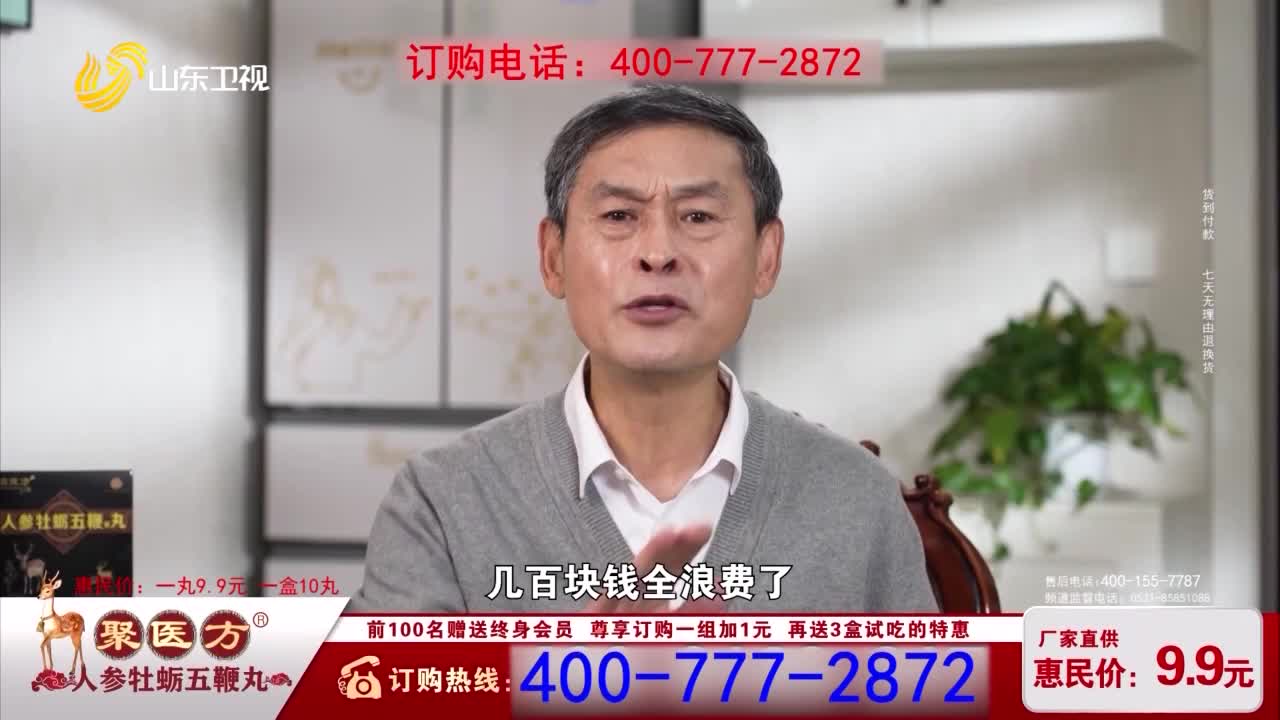 订购电话：400-777-2872
山东卫视
货到付款 七天无理由退换货
人参牡蛎五鞭丸
惠民价：一丸9.9元 一盒10丸
几百块钱全浪费了
售后电话:400-155-7787
频道监督电话：0531-85851088
聚医方®
人参牡蛎五鞭丸
前100名赠送终身会员 尊享订购一组加1元 再送3盒试吃的特惠
订购热线：400-777-2872
厂家直供
惠民价：9.9元